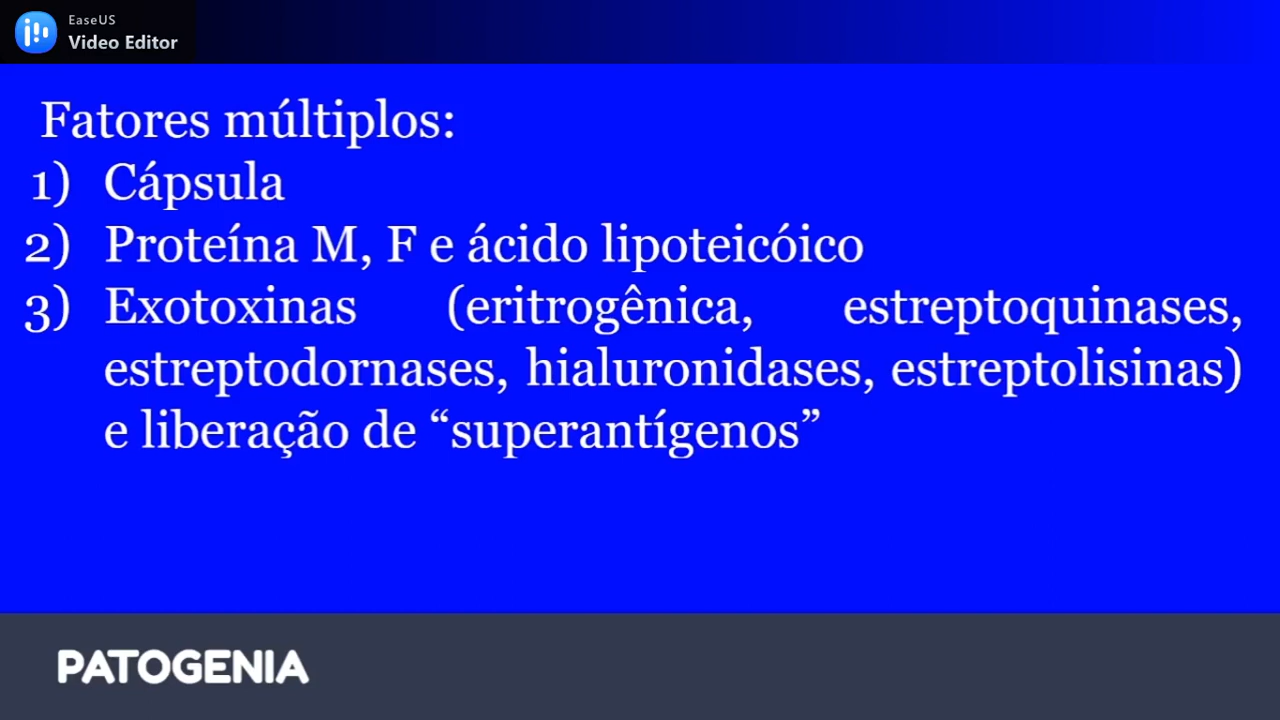 EaseUS
Video Editor
Fatores múltiplos:
1) Cápsula
2) Proteína M, F e ácido lipoteicóico
3) Exotoxinas (eritrogênica, estreptoquinases,
estreptodornases, hialuronidases, estreptolisinas)
e liberação de “superantígenos”
PATOGENIA